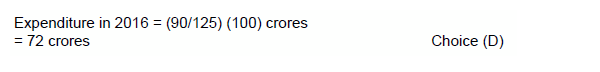 Expenditure in 2016 = (90/125) (100) crores
= 72 crores Choice (D)